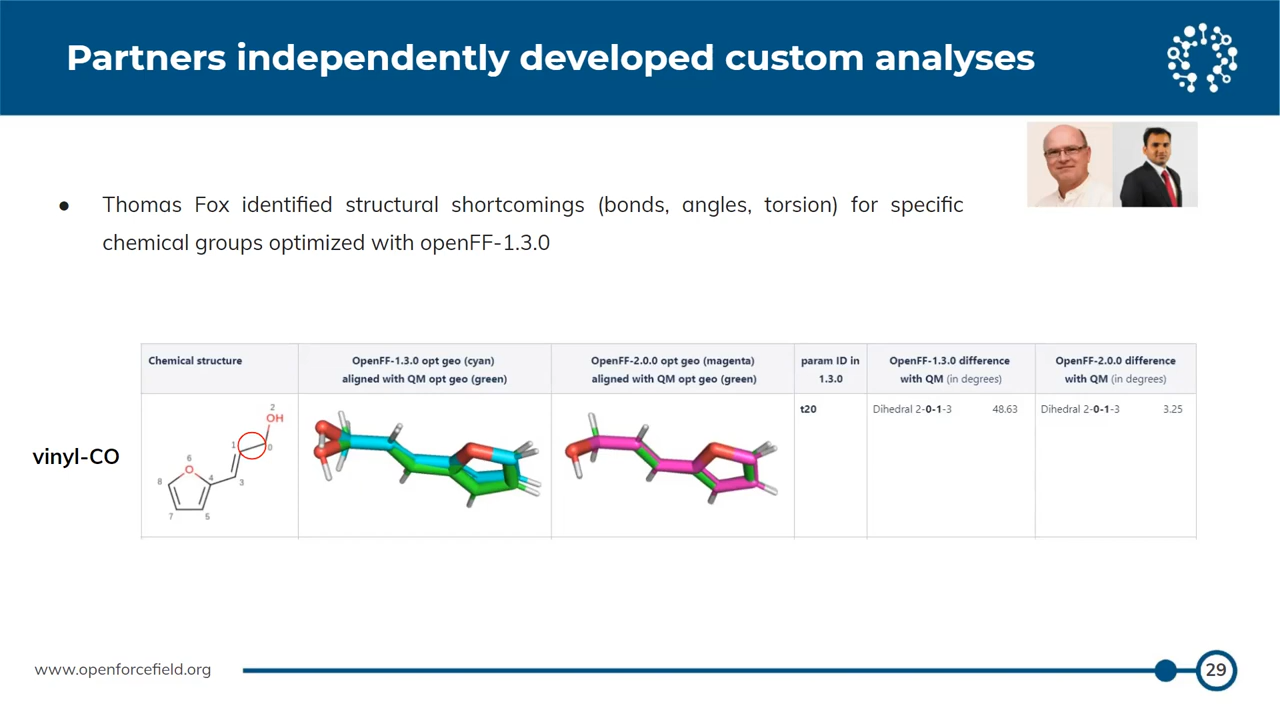 Partners independently developed custom analyses
● Thomas Fox identified structural shortcomings (bonds, angles, torsion) for specific
chemical groups optimized with openFF-1.3.0
Chemical structure
OpenFF-1.3.0 opt geo (cyan)
aligned with QM opt geo (green)
OpenFF-2.0.0 opt geo (magenta)
aligned with QM opt geo (green)
param ID in
1.3.0
OpenFF-1.3.0 difference
with QM (in degrees)
OpenFF-2.0.0 difference
with QM (in degrees)
vinyl-CO
2
OH
1
0
6
O
8
4
3
7
5
t20
Dihedral 2-0-1-3 48.63
Dihedral 2-0-1-3 3.25
www.openforcefield.org
29